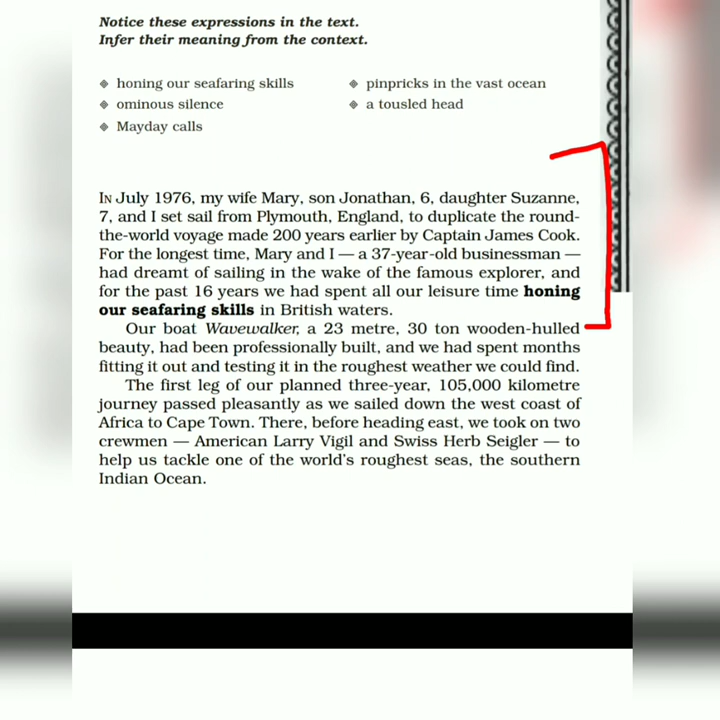 Notice these expressions in the text.
Infer their meaning from the context.
❖ honing our seafaring skills
❖ ominous silence
❖ Mayday calls
❖ pinpricks in the vast ocean
❖ a tousled head
IN July 1976, my wife Mary, son Jonathan, 6, daughter Suzanne,
7, and I set sail from Plymouth, England, to duplicate the round-
the-world voyage made 200 years earlier by Captain James Cook.
For the longest time, Mary and I — a 37-year-old businessman —
had dreamt of sailing in the wake of the famous explorer, and
for the past 16 years we had spent all our leisure time honing
our seafaring skills in British waters.
Our boat Wavewalker, a 23 metre, 30 ton wooden-hulled
beauty, had been professionally built, and we had spent months
fitting it out and testing it in the roughest weather we could find.
The first leg of our planned three-year, 105,000 kilometre
journey passed pleasantly as we sailed down the west coast of
Africa to Cape Town. There, before heading east, we took on two
crewmen — American Larry Vigil and Swiss Herb Seigler — to
help us tackle one of the world's roughest seas, the southern
Indian Ocean.